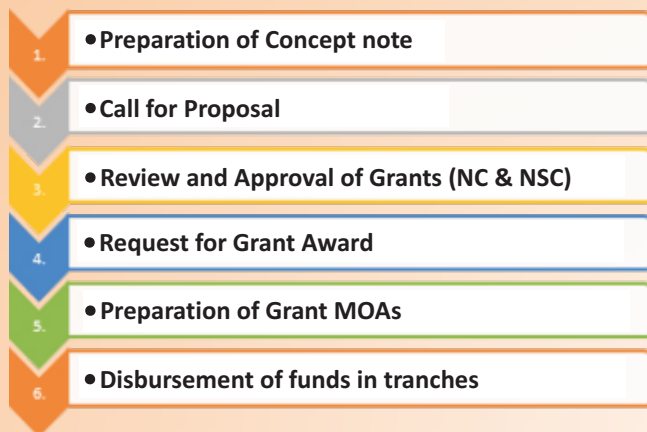 1. • Preparation of Concept note
2. • Call for Proposal
3. • Review and Approval of Grants (NC & NSC)
4. • Request for Grant Award
5. • Preparation of Grant MOAs
6. • Disbursement of funds in tranches